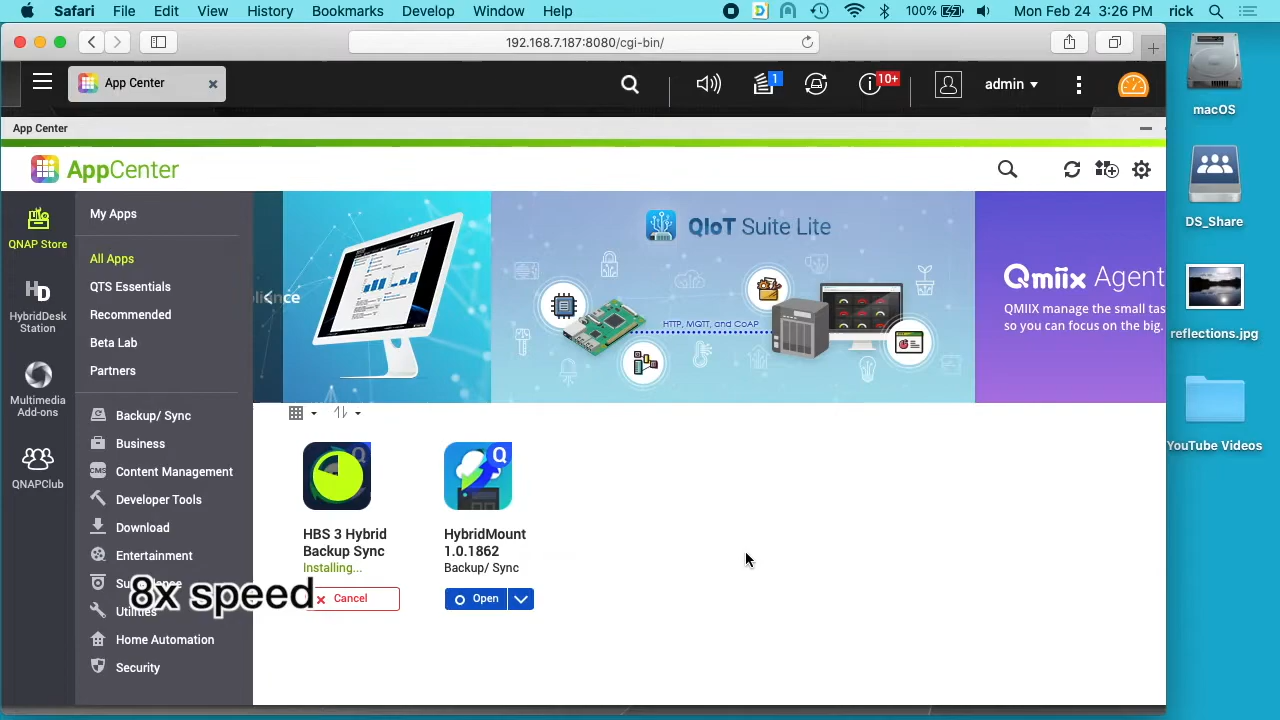 Safari File Edit View History Bookmarks Develop Window Help 100% Mon Feb 24 3:26 PM rick
192.168.7.187:8080/cgi-bin/
App Center 1 10+ admin
App Center
AppCenter
QNAP Store
HybridDesk
Station
Multimedia
Add-ons
QNAPClub
My Apps
All Apps
QTS Essentials
Recommended
Beta Lab
Partners
Backup/ Sync
Business
CMS Content Management
Developer Tools
Download
Entertainment
Surveillance
Utilities
Home Automation
Security
8x speed
QIoT Suite Lite
HTTP, MQTT, and CoAP
Qmiix Agent
QMIIX manage the small tas
so you can focus on the big.
HBS 3 Hybrid
Backup Sync
Installing...
Cancel
HybridMount
1.0.1862
Backup/ Sync
Open
macOS
DS_Share
reflections.jpg
YouTube Videos